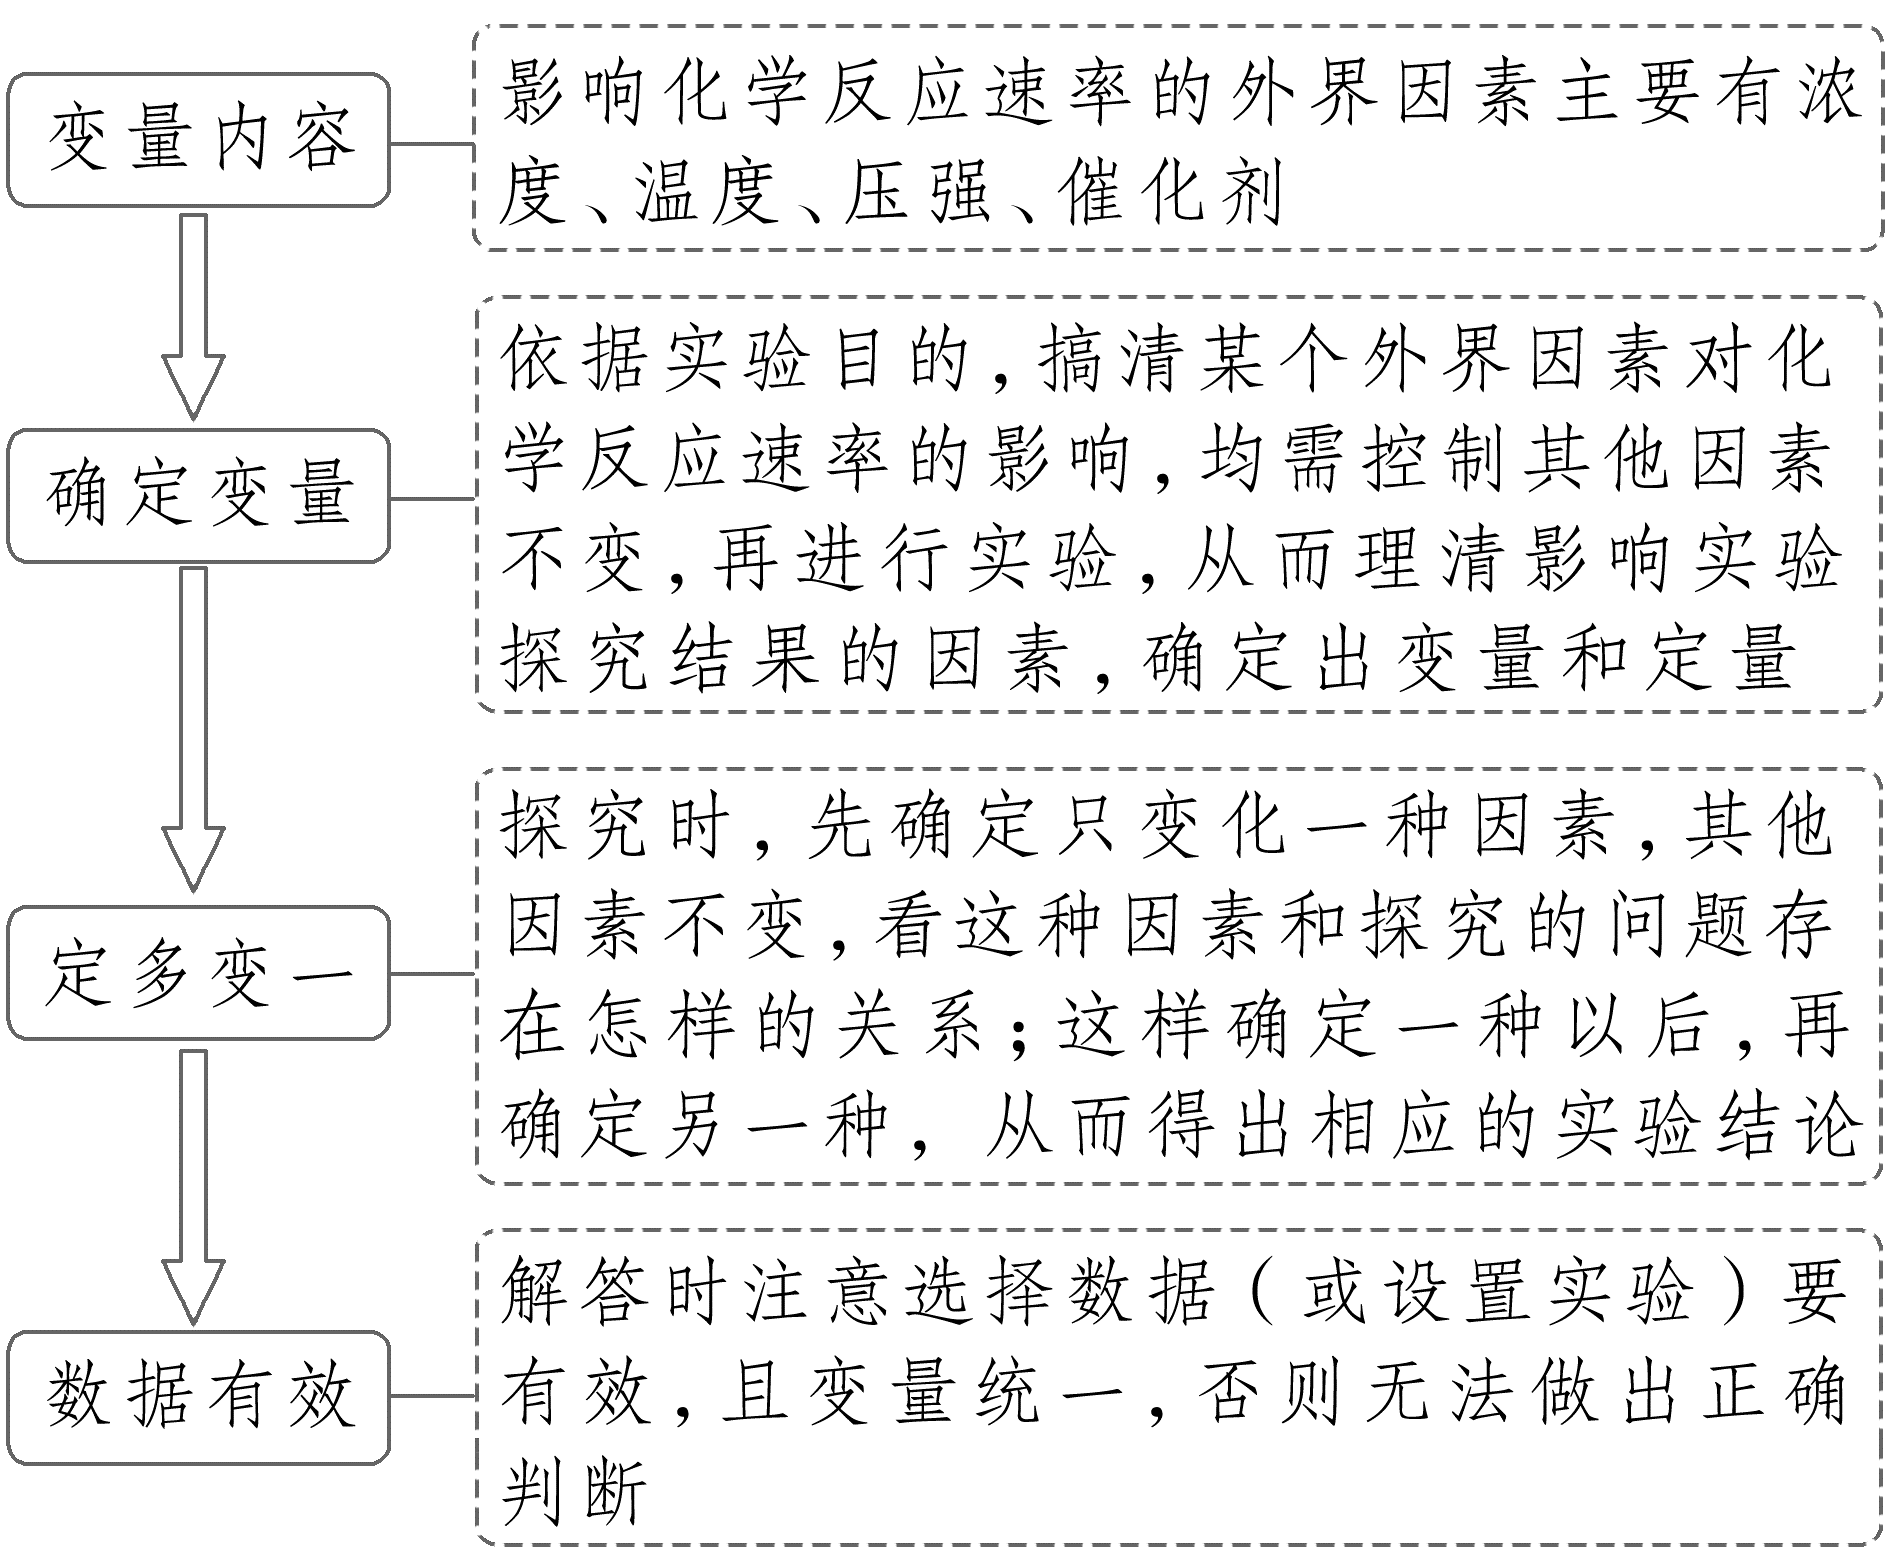 变量内容
影响化学反应速率的外界因素主要有浓
度、温度、压强、催化剂
确定变量
依据实验目的,搞清某个外界因素对化
学反应速率的影响,均需控制其他因素
不变,再进行实验,从而理清影响实验
探究结果的因素,确定出变量和定量
定多变一
探究时,先确定只变化一种因素,其他
因素不变,看这种因素和探究的问题存
在怎样的关系;这样确定一种以后,再
确定另一种,从而得出相应的实验结论
数据有效
解答时注意选择数据(或设置实验)要
有效,且变量统一,否则无法做出正确
判断